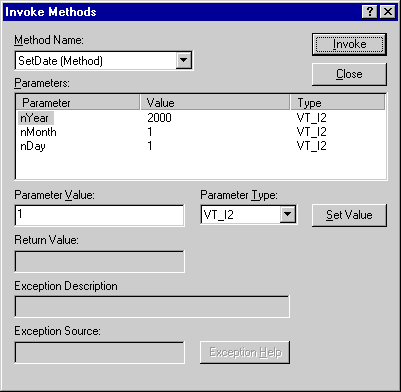 Invoke Methods
Method Name:
Invoke
SetDate (Method)
Close
Parameters:
Parameter Value Type
nYear 2000 VT_I2
nMonth 1 VT_I2
nDay 1 VT_I2
Parameter Value: Parameter Type:
1 VT_I2 Set Value
Return Value:
Exception Description
Exception Source:
Exception Help